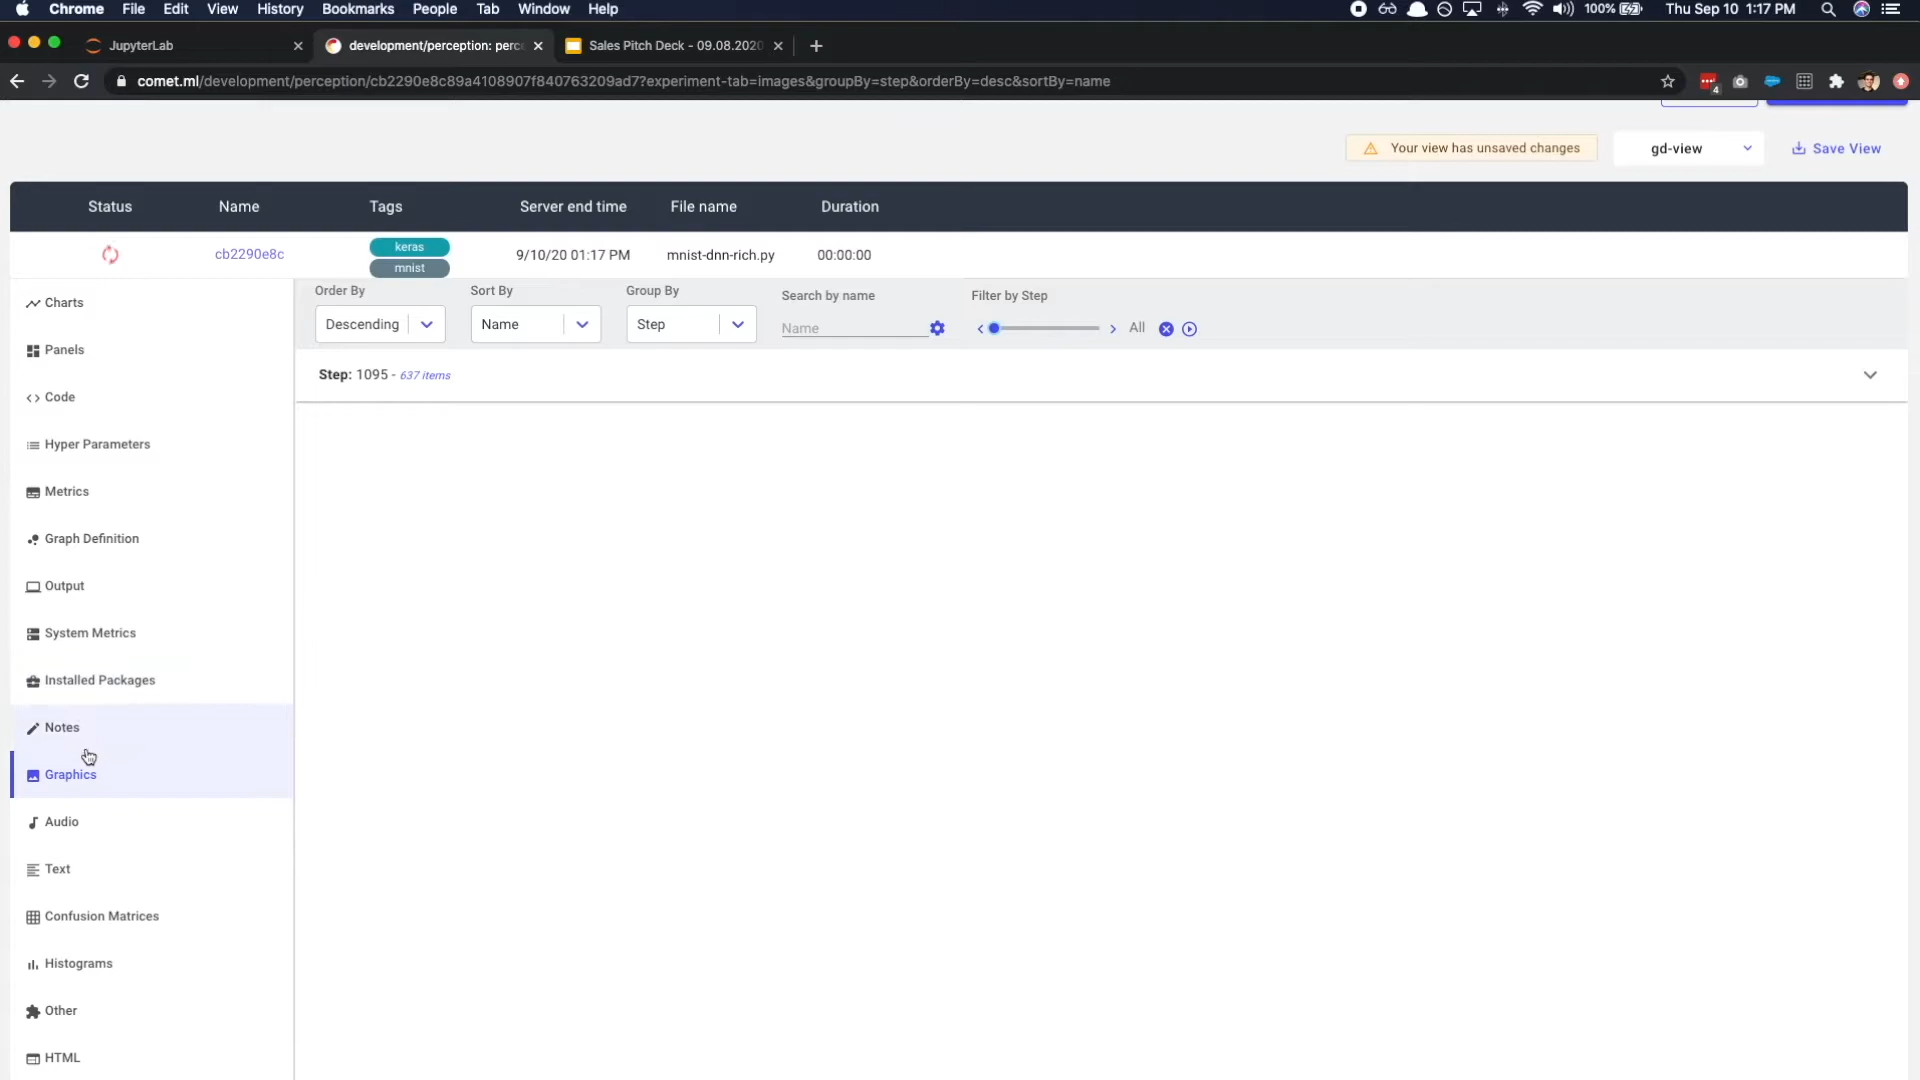 Chrome File Edit View History Bookmarks People Tab Window Help 100% Thu Sep 10 1:17 PM
JupyterLab development/perception: perc Sales Pitch Deck - 09.08.2020
comet.ml/development/perception/cb2290e8c89a4108907f840763209ad7?experiment-tab=images&groupBy=step&orderBy=desc&sortBy=name 4
Your view has unsaved changes gd-view Save View
Status Name Tags Server end time File name Duration
keras
cb2290e8c 9/10/20 01:17 PM mnist-dnn-rich.py 00:00:00
mnist
Order By Sort By Group By Search by name Filter by Step
Descending Name Step Name All
Step: 1095 - 637 items
Charts
Panels
Code
Hyper Parameters
Metrics
Graph Definition
Output
System Metrics
Installed Packages
Notes
Graphics
Audio
Text
Confusion Matrices
Histograms
Other
HTML